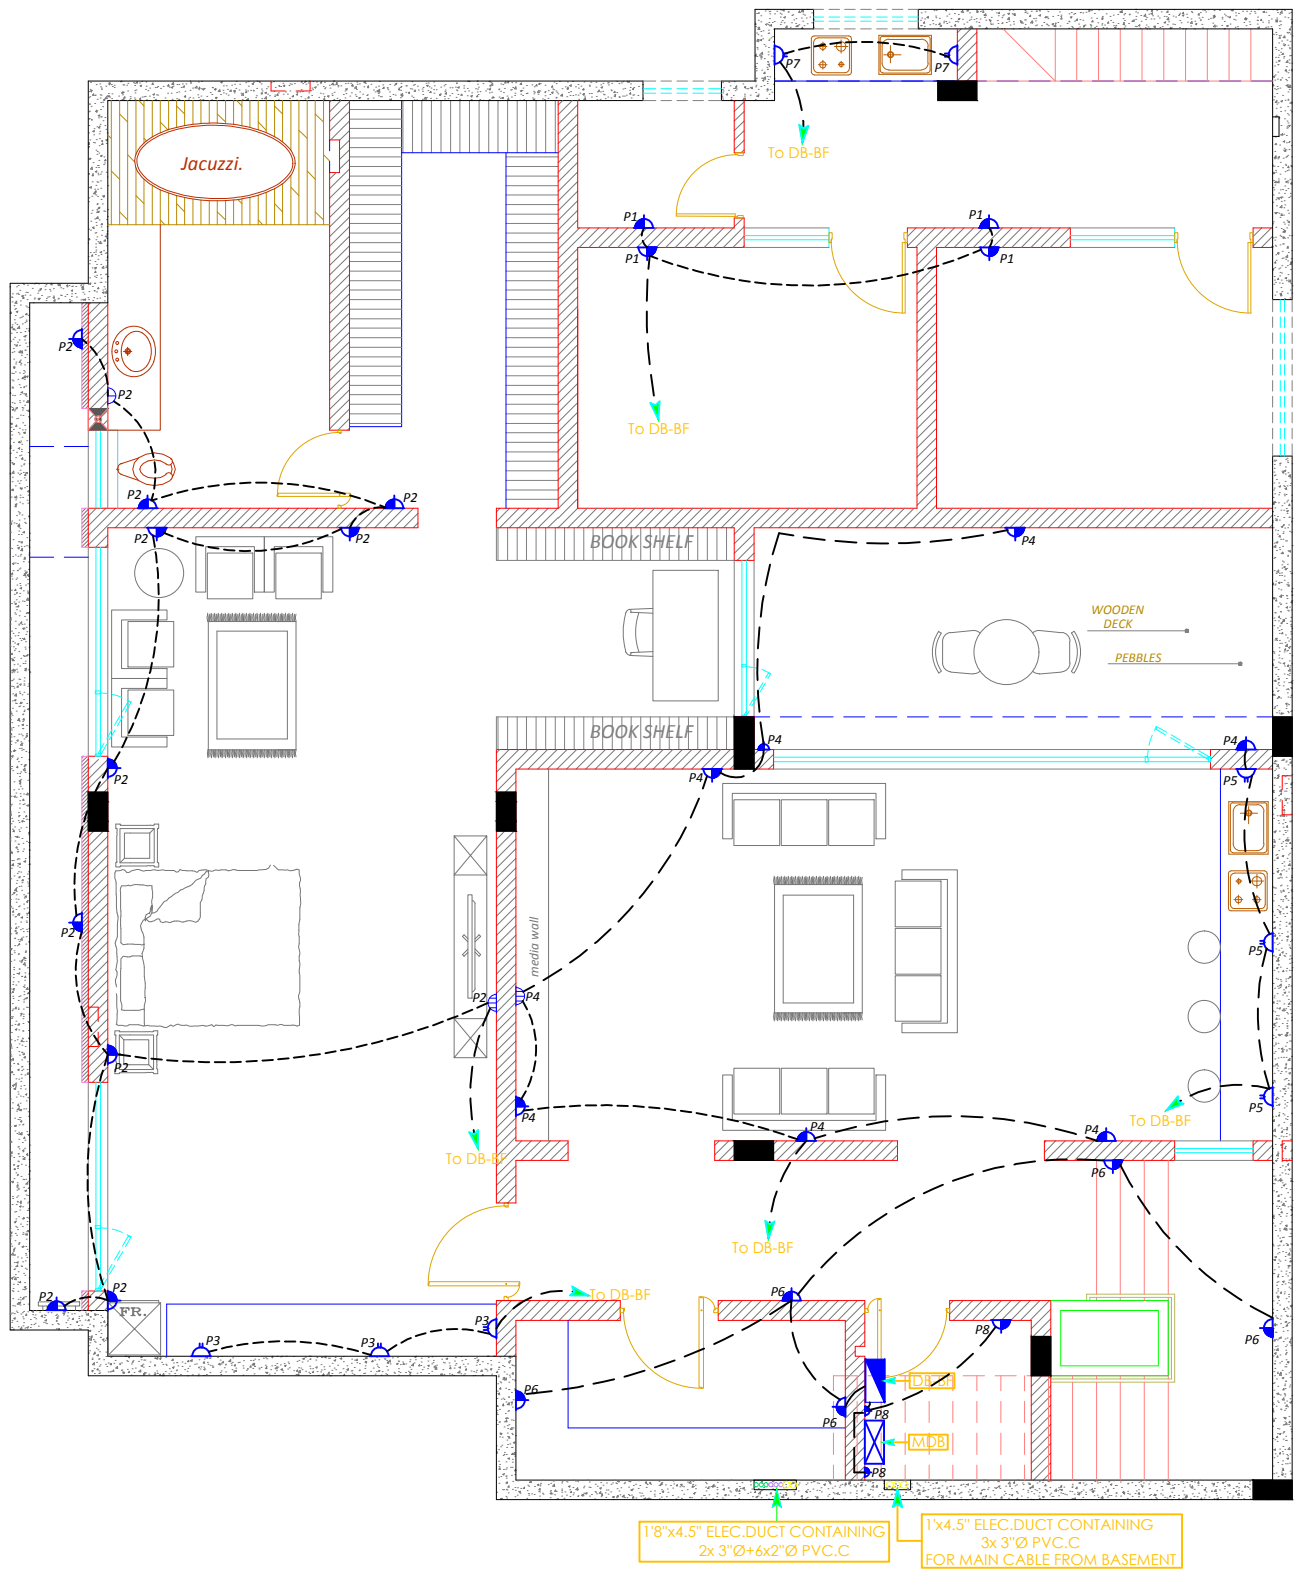 P7
P7
To DB-BF
Jacuzzi.
P1
P1
P1
P1
P2
P2
To DB-BF
P2
P2
P2
P2
BOOK SHELF
P4
WOODEN
DECK
PEBBLES
BOOK SHELF
P4
P4
P4
P5
P2
P2
media wall
P5
P2
P4
P2
P4
P5
To DB-BF
P4
P4
To DB-BF
P6
To DB-BF
P2
P2
P6
To DB-BF
FR.
P3
P3
P3
P8
P6
DB-BF
P6
P6
P8
MDB
P8
1'8"x4.5" ELEC.DUCT CONTAINING
2x 3"Ø+6x2"Ø PVC.C
1'x4.5" ELEC.DUCT CONTAINING
3x 3"Ø PVC.C
FOR MAIN CABLE FROM BASEMENT